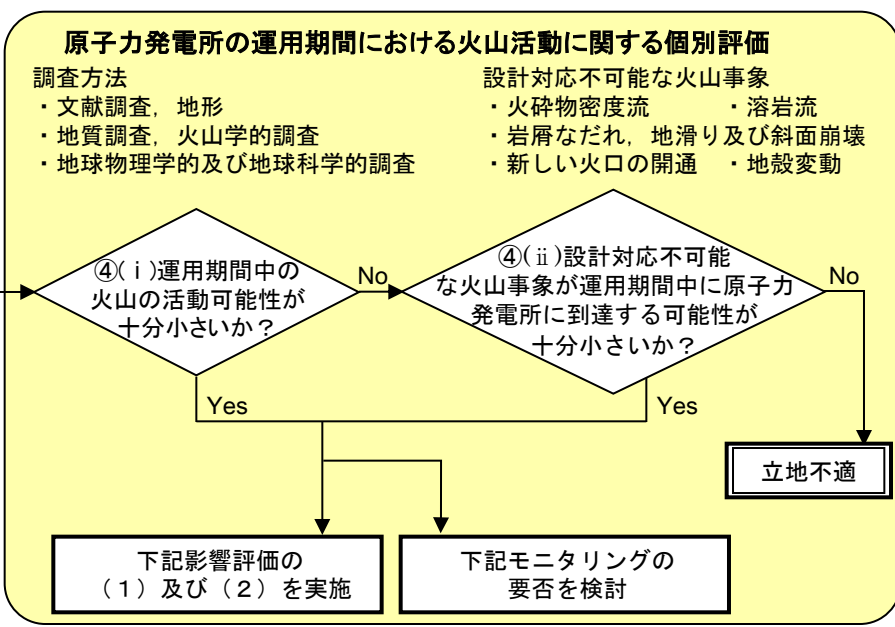 原子力発電所の運用期間における火山活動に関する個別評価
調査方法
・文献調査，地形
・地質調査，火山学的調査
・地球物理学的及び地球科学的調査
設計対応不可能な火山事象
・火砕物密度流　・溶岩流
・岩屑なだれ，地滑り及び斜面崩壊
・新しい火口の開通　・地殻変動
④(ⅰ)運用期間中の
火山の活動可能性が
十分小さいか？
No
④(ⅱ)設計対応不可能
な火山事象が運用期間中に原子力
発電所に到達する可能性が
十分小さいか？
No
Yes
Yes
立地不適
下記影響評価の
（１）及び（２）を実施
下記モニタリングの
要否を検討